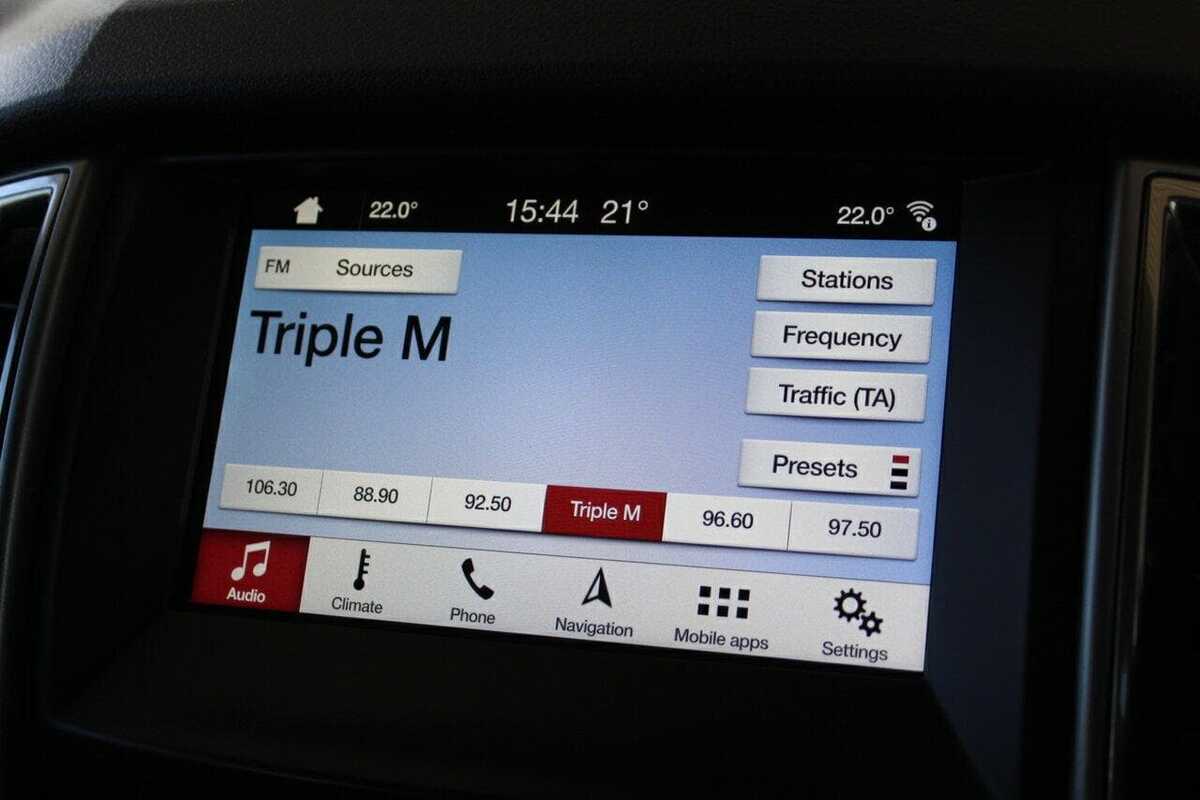 22.0° 15:44 21° 22.0°
FM Sources
Stations
Triple M
Frequency
Traffic (TA)
Presets
106.30 88.90 92.50 Triple M 96.60 97.50
Audio Climate Phone Navigation Mobile apps Settings